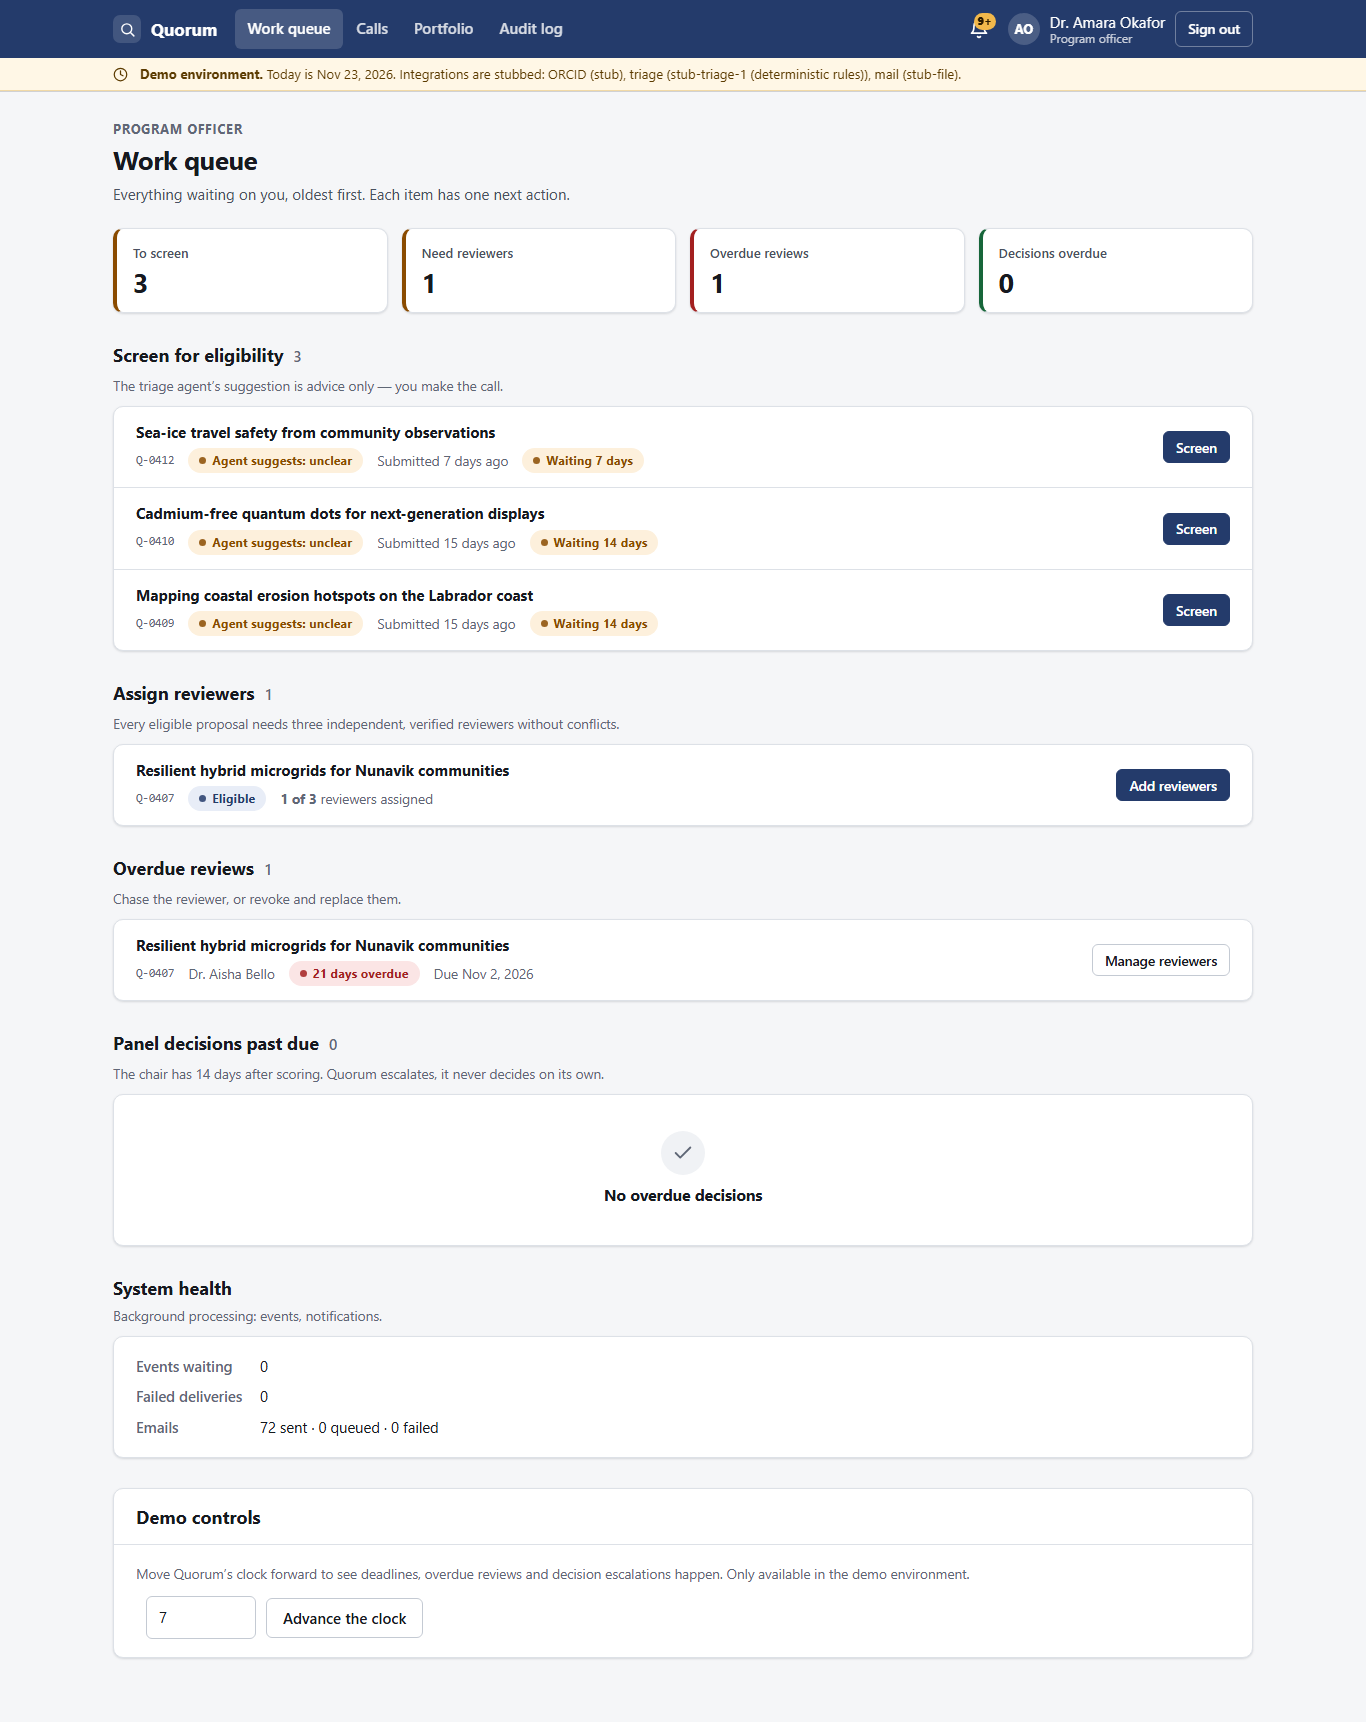 Quorum
Work queue
Calls
Portfolio
Audit log
9+
AO
Dr. Amara Okafor
Program officer
Sign out
Demo environment. Today is Nov 23, 2026. Integrations are stubbed: ORCID (stub), triage (stub-triage-1 (deterministic rules)), mail (stub-file).
PROGRAM OFFICER
Work queue
Everything waiting on you, oldest first. Each item has one next action.
To screen
3
Need reviewers
1
Overdue reviews
1
Decisions overdue
0
Screen for eligibility 3
The triage agent's suggestion is advice only — you make the call.
Sea-ice travel safety from community observations
Q-0412 Agent suggests: unclear Submitted 7 days ago Waiting 7 days
Screen
Cadmium-free quantum dots for next-generation displays
Q-0410 Agent suggests: unclear Submitted 15 days ago Waiting 14 days
Screen
Mapping coastal erosion hotspots on the Labrador coast
Q-0409 Agent suggests: unclear Submitted 15 days ago Waiting 14 days
Screen
Assign reviewers 1
Every eligible proposal needs three independent, verified reviewers without conflicts.
Resilient hybrid microgrids for Nunavik communities
Q-0407 Eligible 1 of 3 reviewers assigned
Add reviewers
Overdue reviews 1
Chase the reviewer, or revoke and replace them.
Resilient hybrid microgrids for Nunavik communities
Q-0407 Dr. Aisha Bello 21 days overdue Due Nov 2, 2026
Manage reviewers
Panel decisions past due 0
The chair has 14 days after scoring. Quorum escalates, it never decides on its own.
No overdue decisions
System health
Background processing: events, notifications.
Events waiting 0
Failed deliveries 0
Emails 72 sent · 0 queued · 0 failed
Demo controls
Move Quorum's clock forward to see deadlines, overdue reviews and decision escalations happen. Only available in the demo environment.
7
Advance the clock